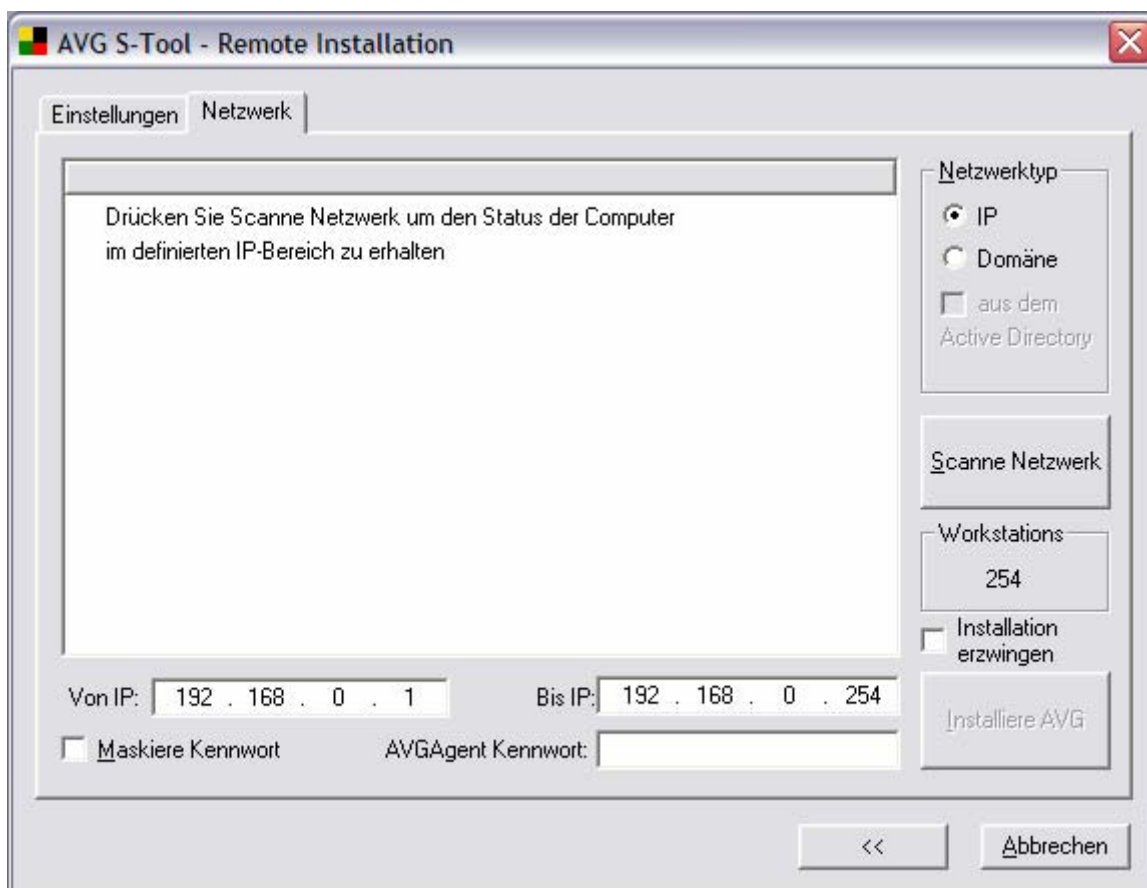 AVG S-Tool - Remote Installation
Einstellungen
Netzwerk
Drücken Sie Scanne Netzwerk um den Status der Computer
im definierten IP-Bereich zu erhalten
Netzwerktyp
IP
Domäne
aus dem
Active Directory
Scanne Netzwerk
Workstations
254
Installation
erzwingen
Von IP: 192 . 168 . 0 . 1
Bis IP: 192 . 168 . 0 . 254
Installiere AVG
Maskiere Kennwort
AVGAgent Kennwort:
<<
Abbrechen